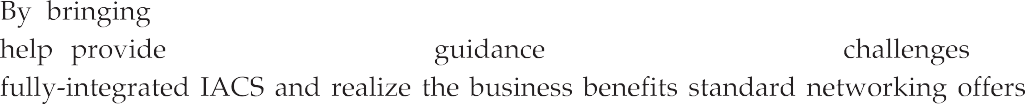 By bringing
help provide guidance challenges
fully-integrated IACS and realize the business benefits standard networking offers